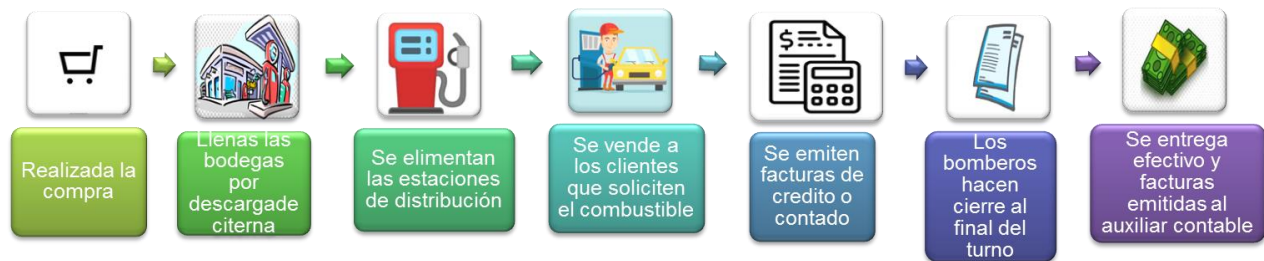 Realizada la
compra
Llenas las
bodegas
por
descargade
citerna
Se elimentan
las estaciones
de distribución
Se vende a
los clientes
que soliciten
el combustible
$
Se emiten
facturas de
credito o
contado
Los
bomberos
hacen
cierre al
final del
turno
Se entrega
efectivo y
facturas
emitidas al
auxiliar contable